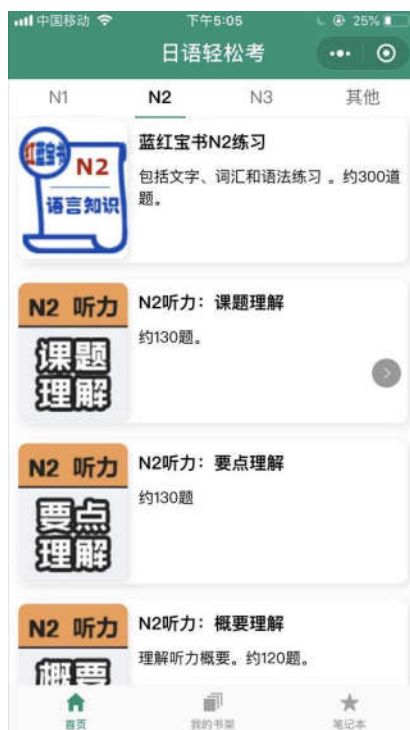 中国移动 下午5:05 25%
日语轻松考
N1 N2 N3 其他
红蓝宝书
N2
语言知识
蓝红宝书N2练习
包括文字、词汇和语法练习 。约300道
题。
N2 听力
课题
理解
N2听力：课题理解
约130题。
N2 听力
要点
理解
N2听力：要点理解
约130题
N2 听力
概要
N2听力：概要理解
理解听力概要。约120题。
首页 我的书架 笔记本